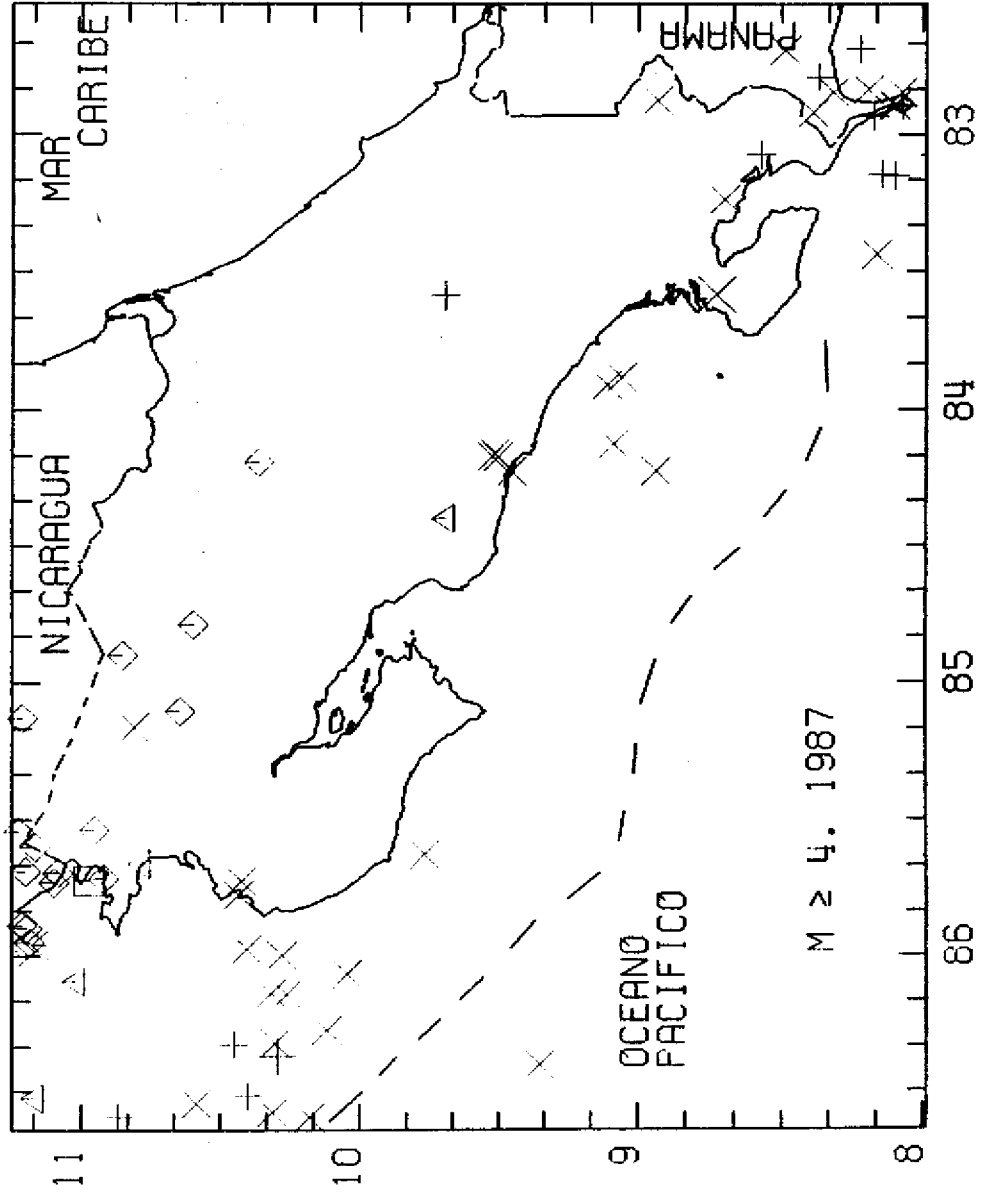 NICARAGUA
MAR
CARIBE
PANAMA
OCEANO
PACIFICO
M ≥ 4. 1987
11
10
9
8
86
85
84
83